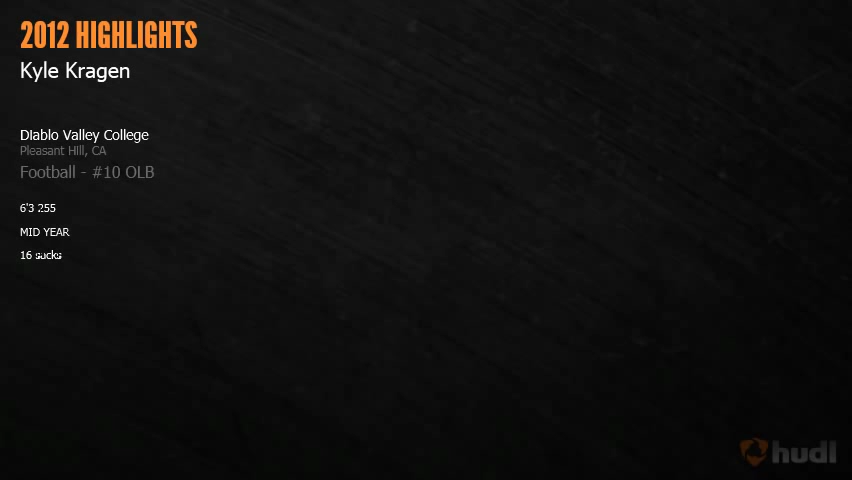 2012 HIGHLIGHTS
Kyle Kragen
DIablo Valley College
Pleasant Hill, CA
Football - #10 OLB
6'3 255
MID YEAR
16 sacks
hudl